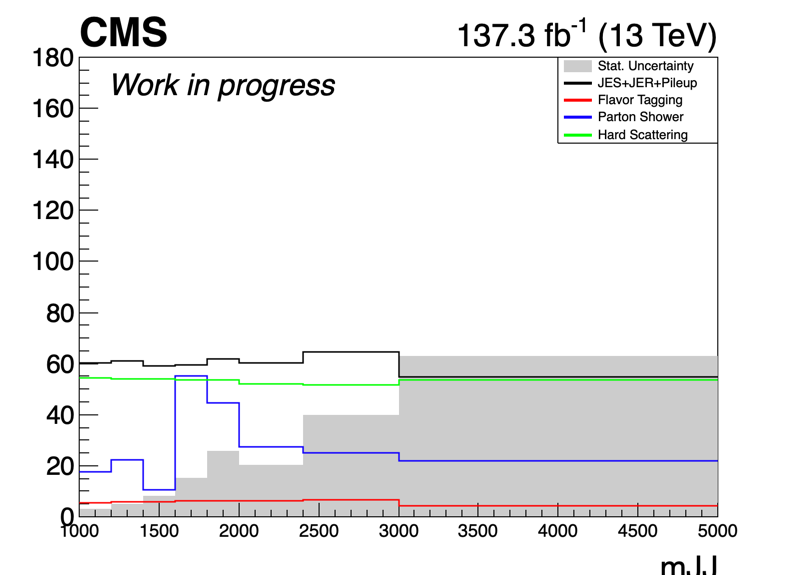 CMS
137.3 fb-1 (13 TeV)
Work in progress
Stat. Uncertainty
JES+JER+Pileup
Flavor Tagging
Parton Shower
Hard Scattering
180
160
140
120
100
80
60
40
20
0
1000 1500 2000 2500 3000 3500 4000 4500 5000
mJJ